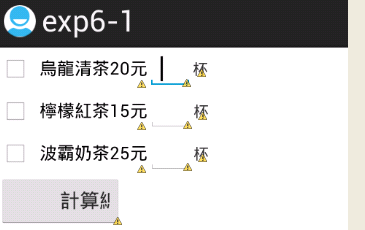 exp6-1
烏龍清茶20元 杯
檸檬紅茶15元 杯
波霸奶茶25元 杯
計算